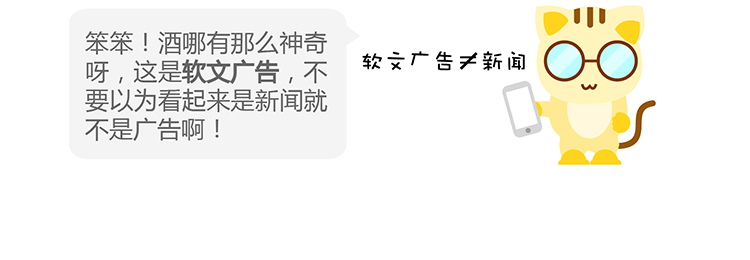 笨笨！酒哪有那么神奇
呀，这是软文广告，不
要以为看起来是新闻就
不是广告啊！
软文广告≠新闻